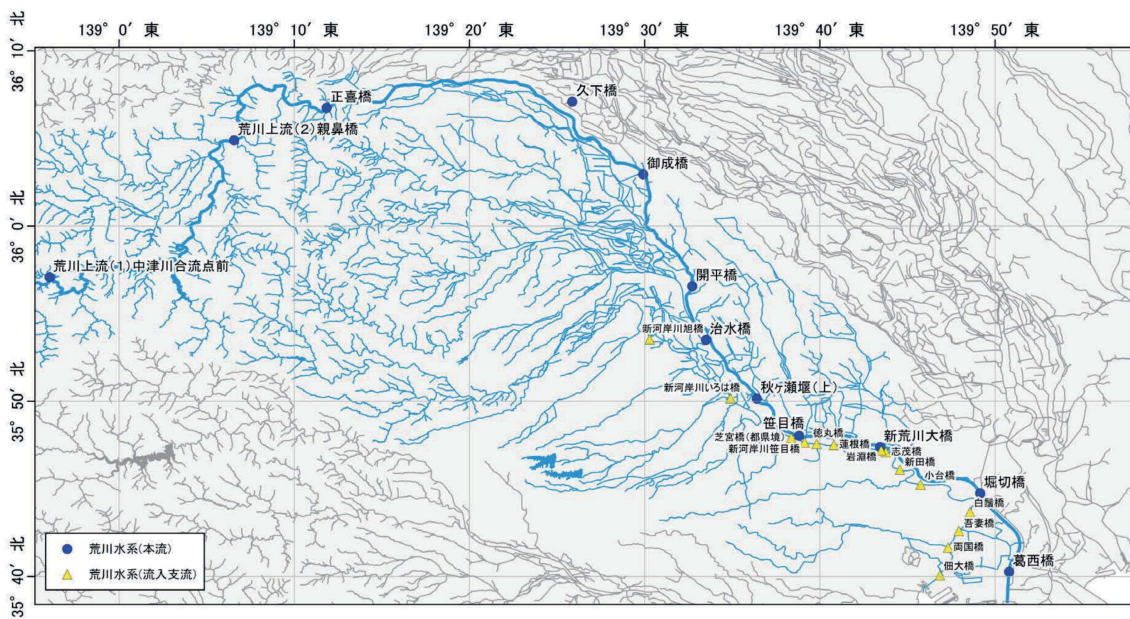 139° 0′ 東
139° 10′ 東
139° 20′ 東
139° 30′ 東
139° 40′ 東
139° 50′ 東
36° 10′ 北
36° 0′ 北
35° 50′ 北
35° 40′ 北
久下橋
正喜橋
荒川上流(2)親鼻橋
御成橋
荒川上流(1)中津川合流点前
開平橋
新河岸川旭橋
治水橋
新河岸川いろは橋
秋ヶ瀬堰(上)
笹目橋
徳丸橋
新荒川大橋
芝宮橋(都県境)
蓮根橋
志茂橋
新河岸川笹目橋
岩淵橋
新田橋
小台橋
堀切橋
白鬚橋
吾妻橋
両国橋
佃大橋
葛西橋
荒川水系(本流)
荒川水系(流入支流)